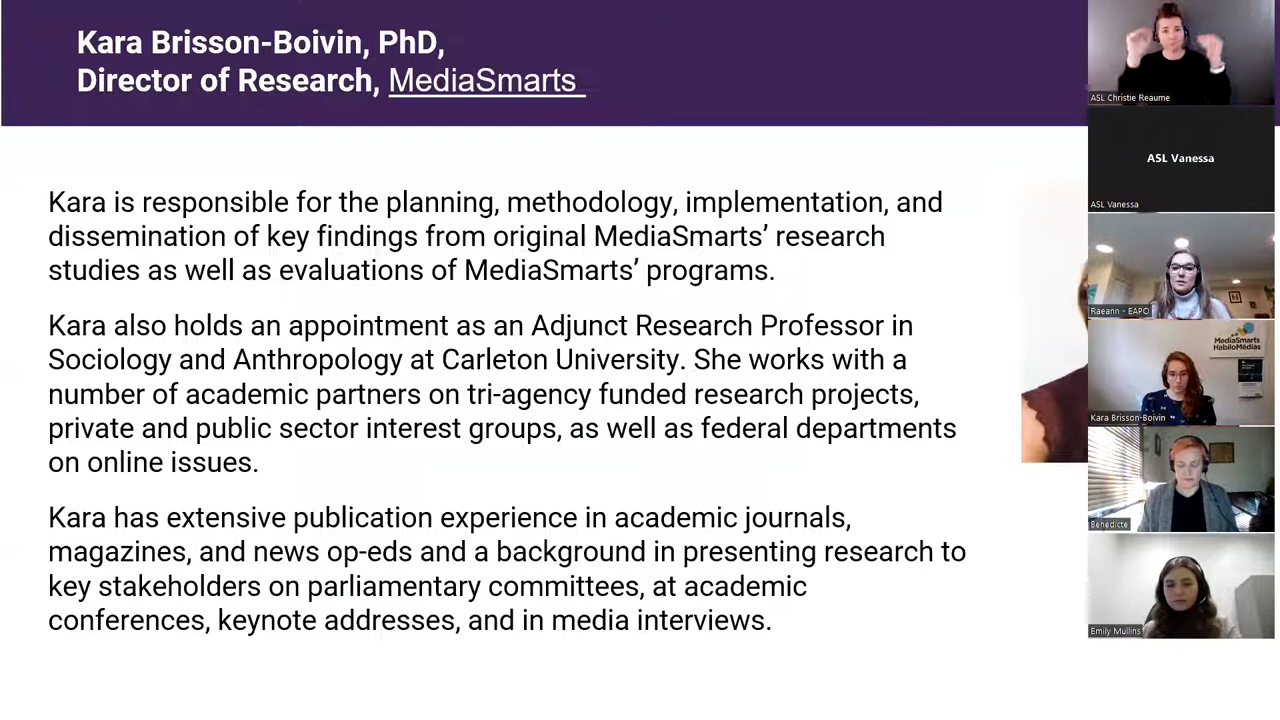 Kara Brisson-Boivin, PhD,
Director of Research, MediaSmarts
Kara is responsible for the planning, methodology, implementation, and
dissemination of key findings from original MediaSmarts’ research
studies as well as evaluations of MediaSmarts’ programs.
Kara also holds an appointment as an Adjunct Research Professor in
Sociology and Anthropology at Carleton University. She works with a
number of academic partners on tri-agency funded research projects,
private and public sector interest groups, as well as federal departments
on online issues.
Kara has extensive publication experience in academic journals,
magazines, and news op-eds and a background in presenting research to
key stakeholders on parliamentary committees, at academic
conferences, keynote addresses, and in media interviews.
ASL Christie Reaume
ASL Vanessa
ASL Vanessa
Raeann - EAPO
MediaSmarts
HabiloMédias
Kara Brisson-Boivin
Benedicte
Emily Mullins